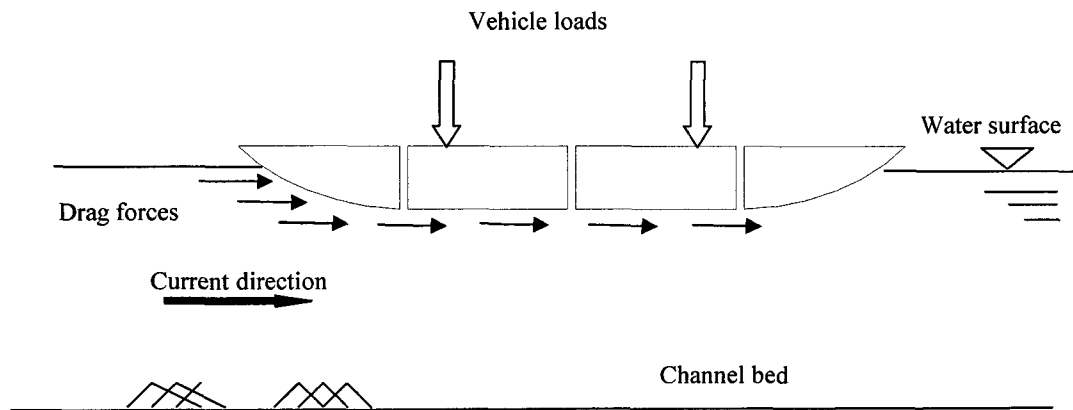 Vehicle loads
Water surface
Drag forces
Current direction
Channel bed